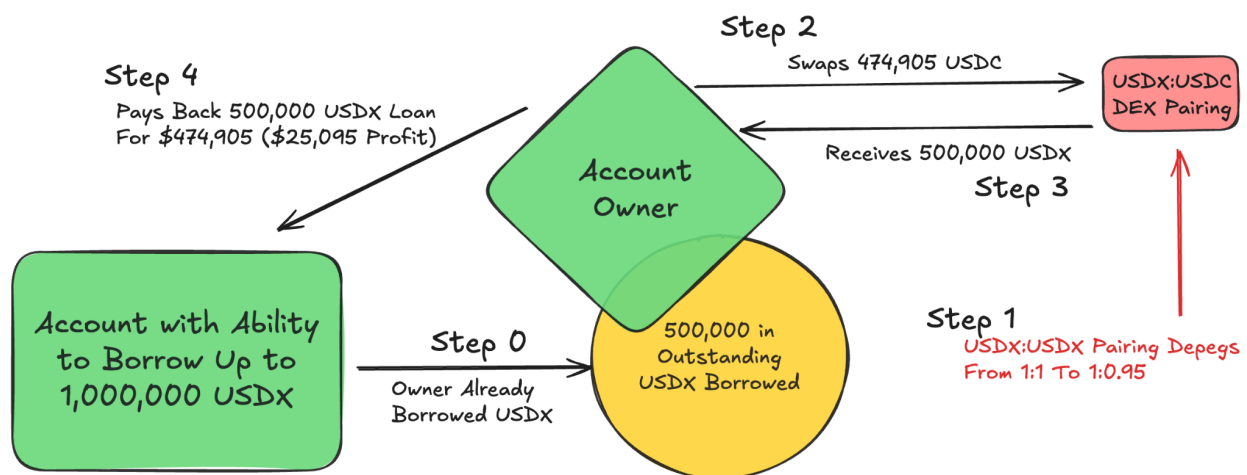 Step 2
Swaps 474,905 USDC
USDX:USDC
DEX Pairing
Step 4
Pays Back 500,000 USDX Loan
For $474,905 ($25,095 Profit)
Receives 500,000 USDX
Step 3
Account
Owner
Step 1
USDX:USDX Pairing Depegs
From 1:1 To 1:0.95
Account with Ability
to Borrow Up to
1,000,000 USDX
Step 0
Owner Already
Borrowed USDX
500,000 in
Outstanding
USDX Borrowed